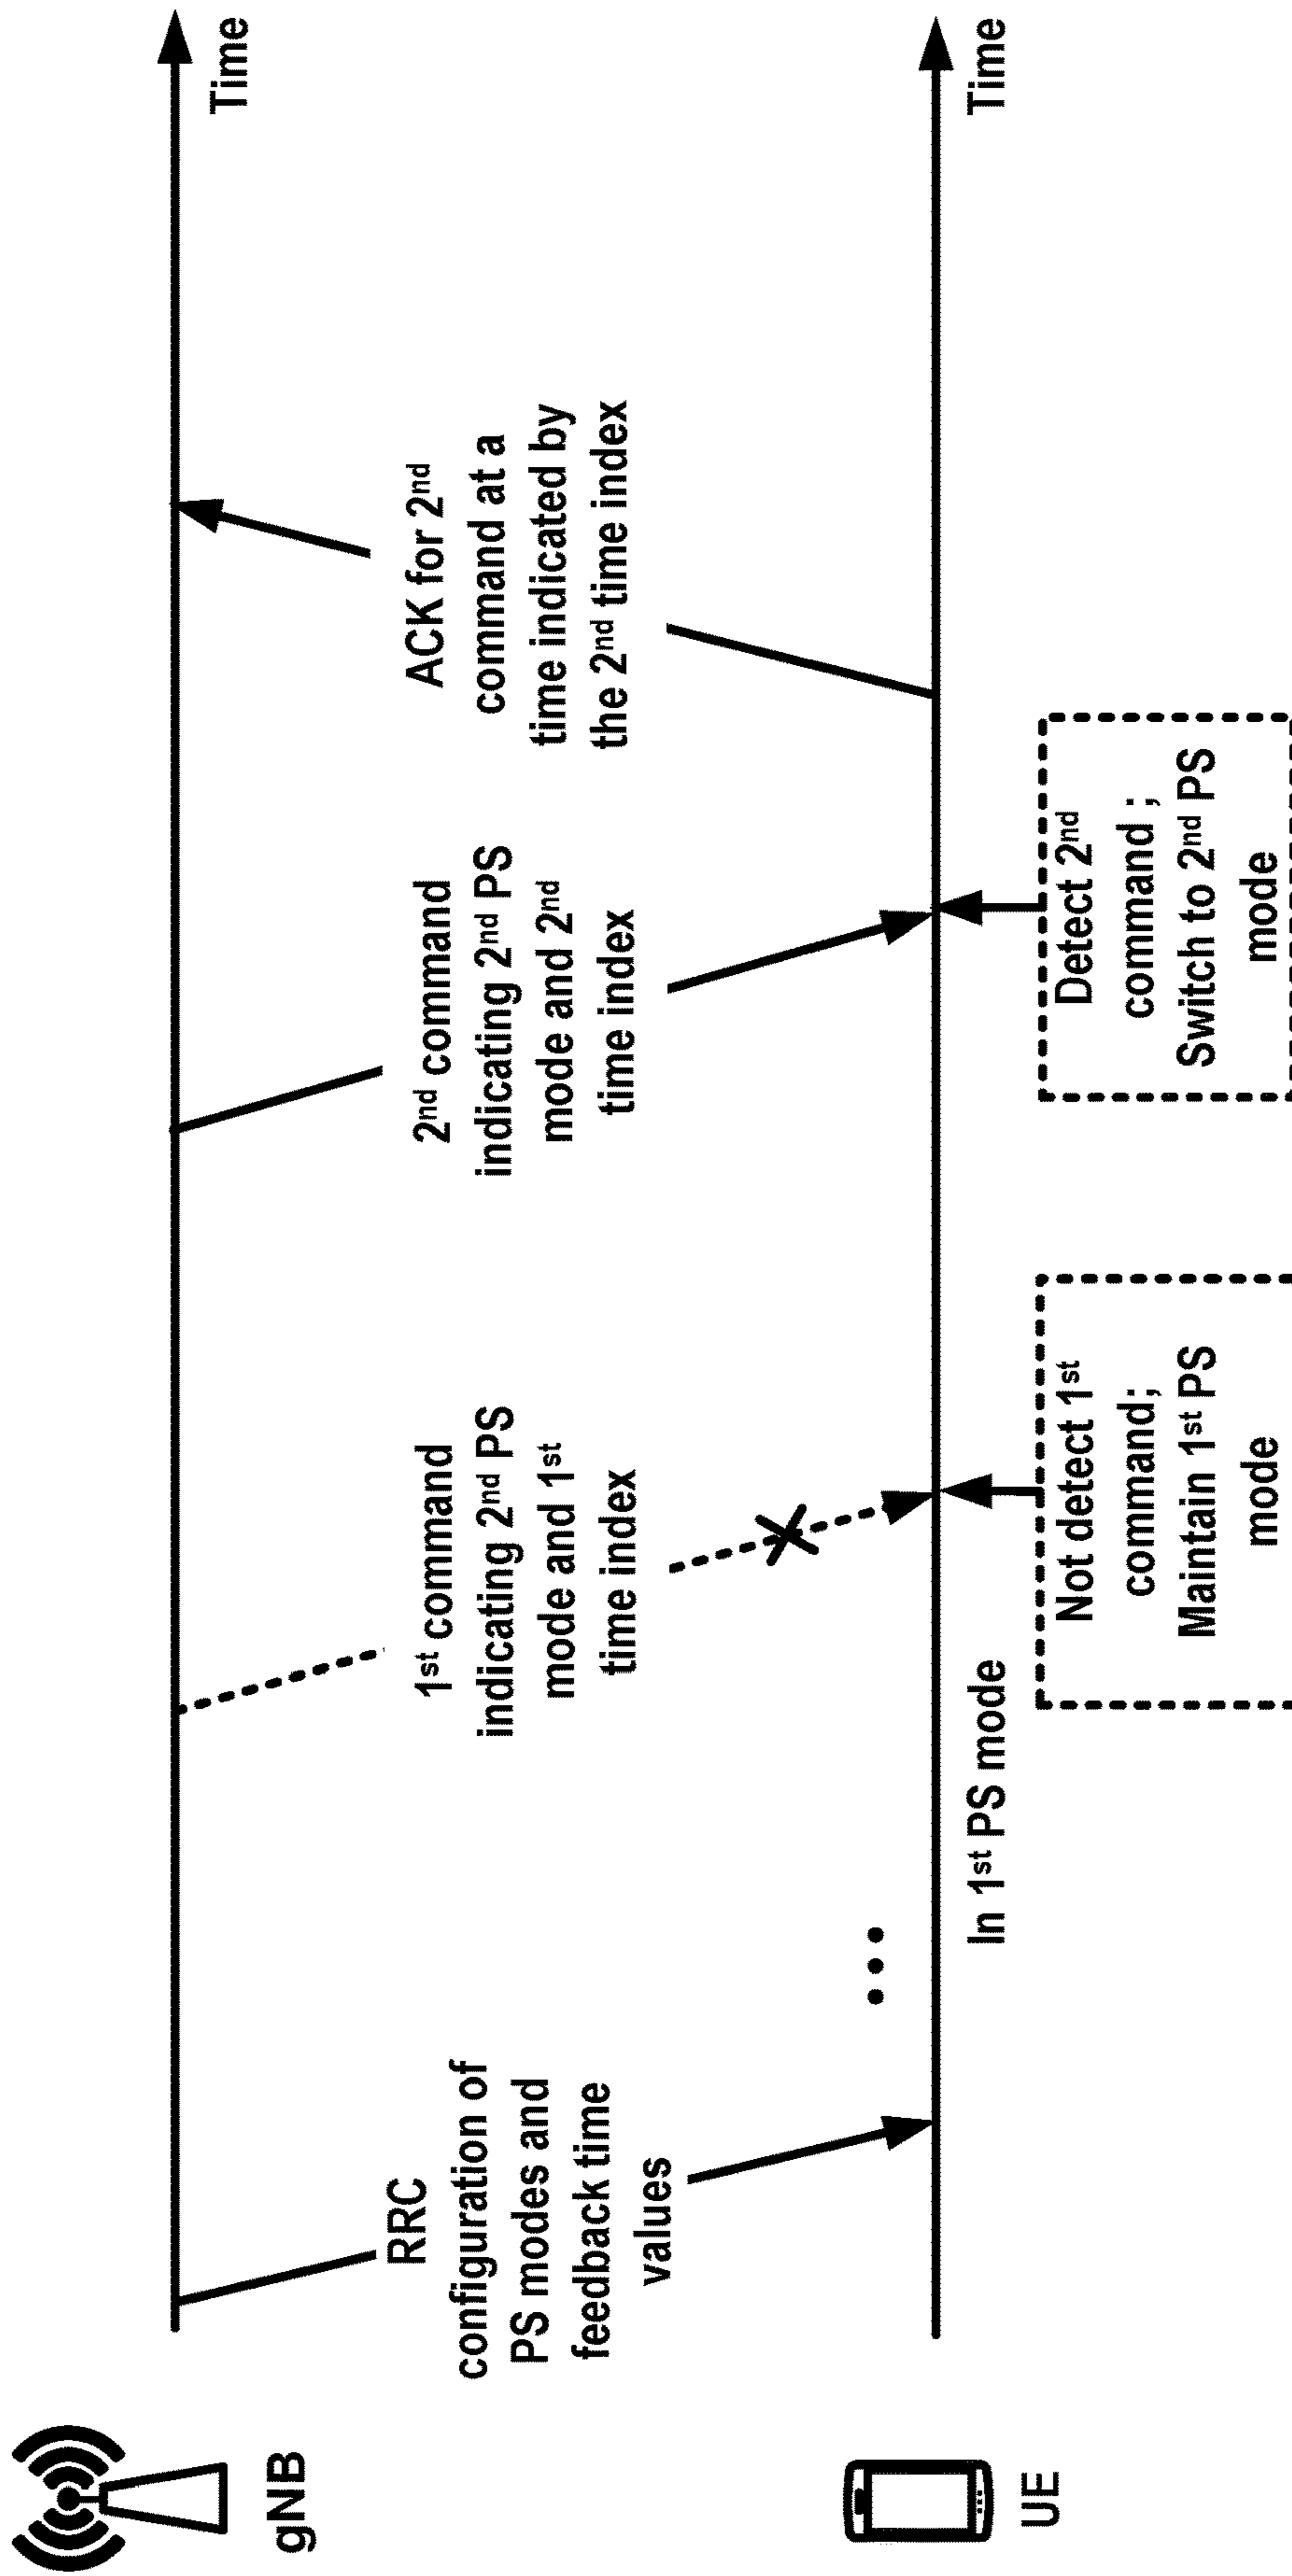 gNB
RRC
configuration of
PS modes and
feedback time
values
1st command
indicating 2nd PS
mode and 1st
time index
2nd command
indicating 2nd PS
mode and 2nd
time index
ACK for 2nd
command at a
time indicated by
the 2nd time index
Time
UE
In 1st PS mode
Time
Not detect 1st
command;
Maintain 1st PS
mode
Detect 2nd
command ;
Switch to 2nd PS
mode